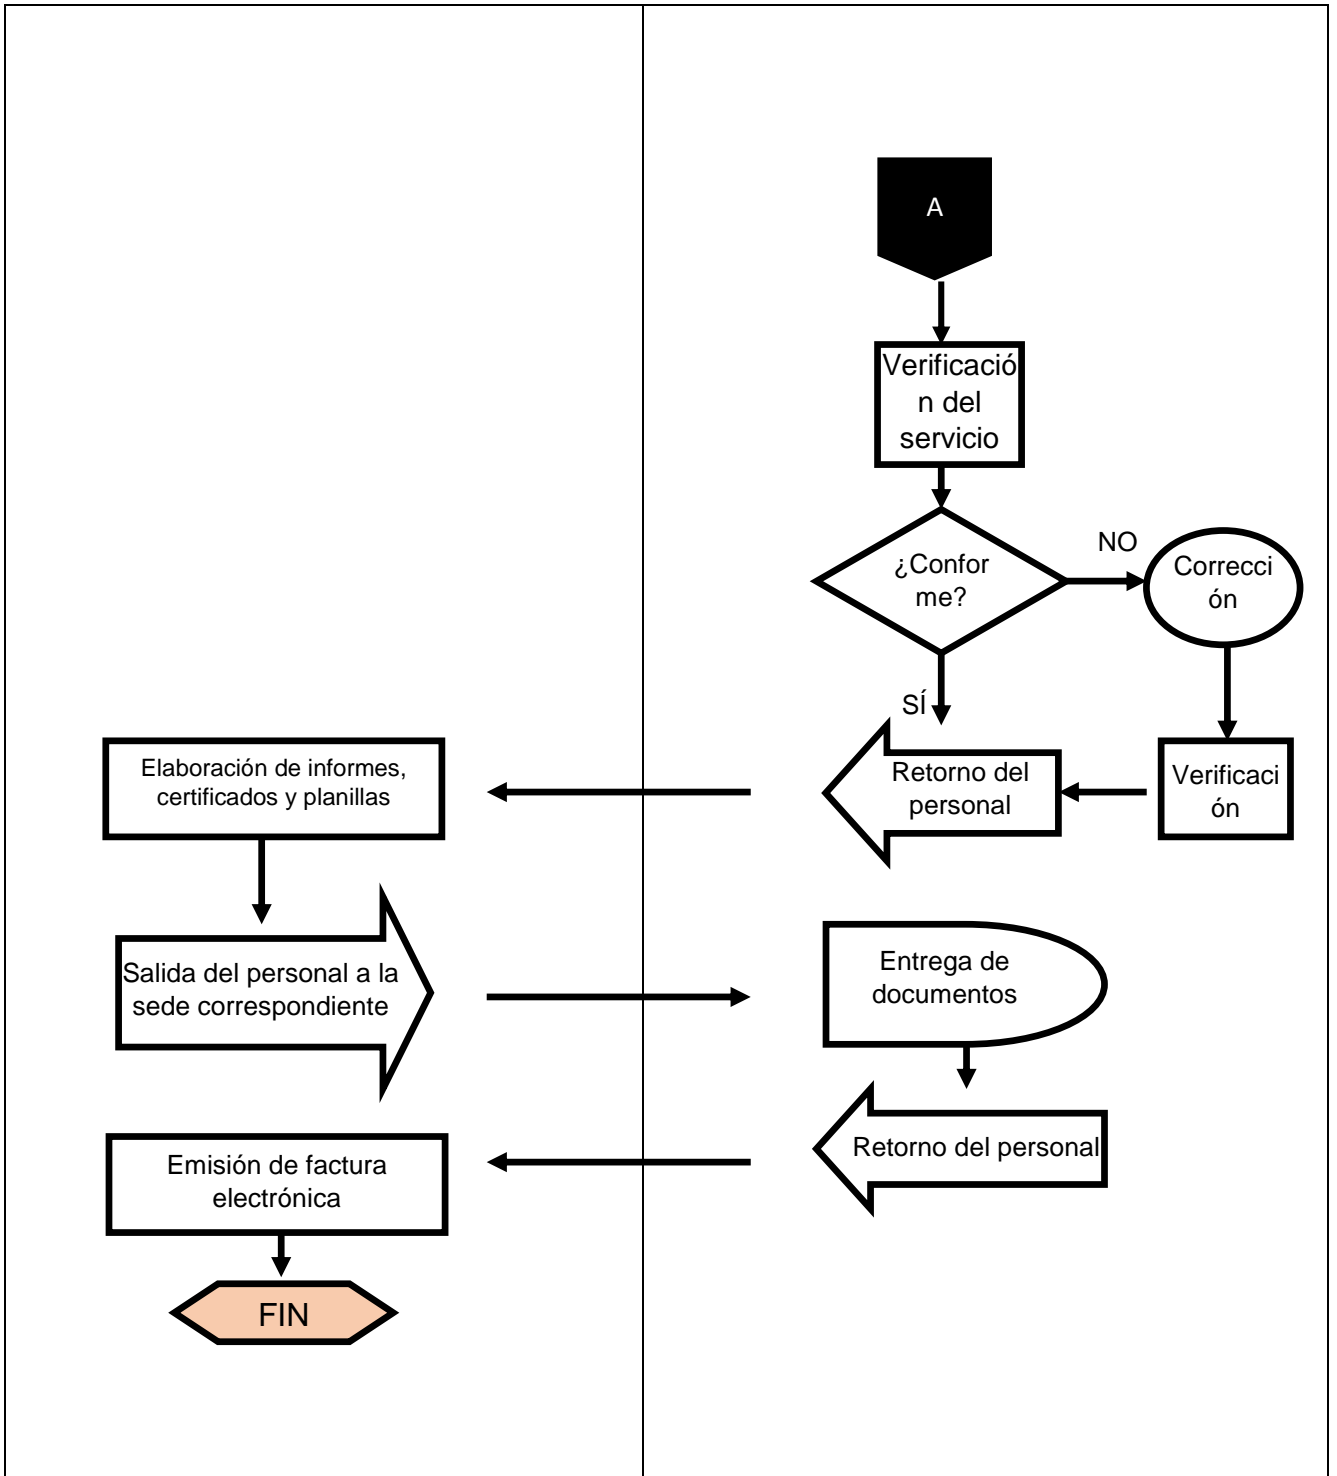 A
Verificació
n del
servicio
¿Confor
me?
NO
Correcci
ón
SÍ
Elaboración de informes,
certificados y planillas
Retorno del
personal
Verificaci
ón
Salida del personal a la
sede correspondiente
Entrega de
documentos
Emisión de factura
electrónica
Retorno del personal
FIN